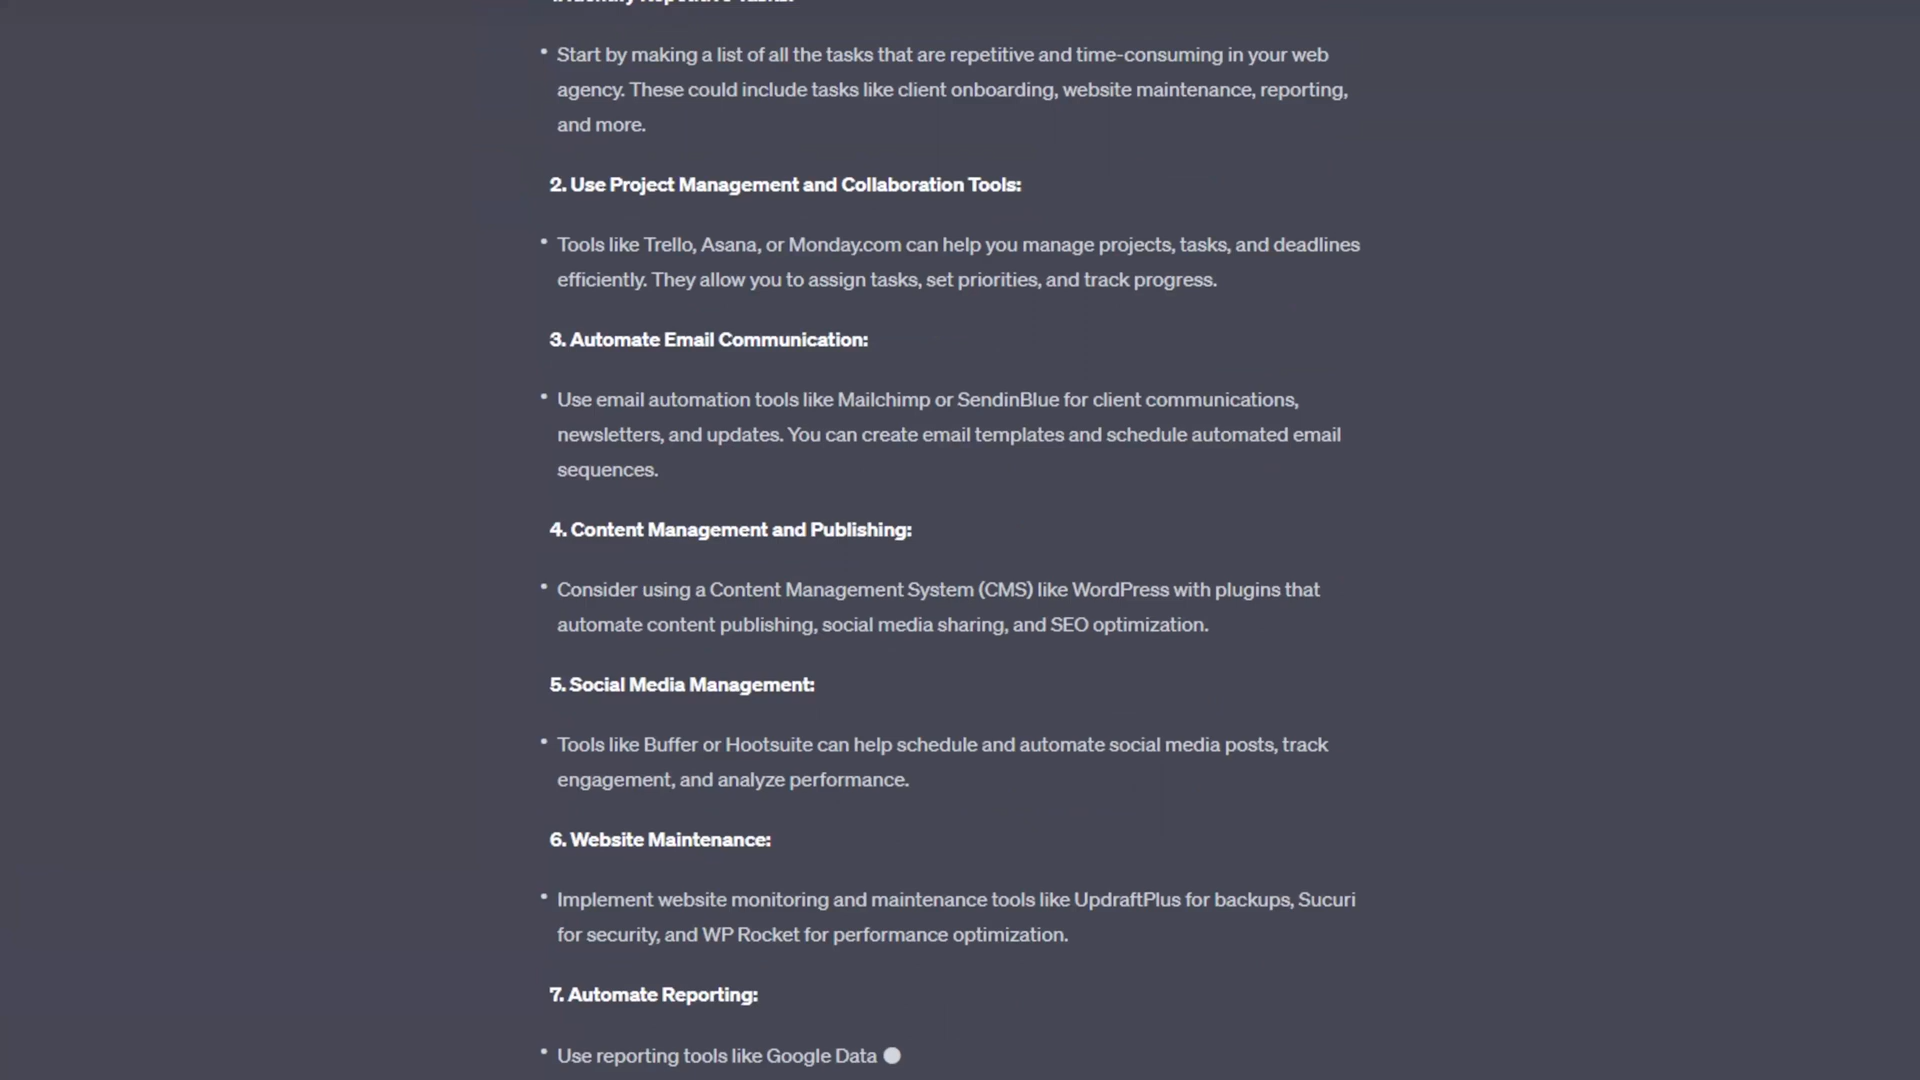 1. Identify Repetitive Tasks:
• Start by making a list of all the tasks that are repetitive and time-consuming in your web
agency. These could include tasks like client onboarding, website maintenance, reporting,
and more.
2. Use Project Management and Collaboration Tools:
• Tools like Trello, Asana, or Monday.com can help you manage projects, tasks, and deadlines
efficiently. They allow you to assign tasks, set priorities, and track progress.
3. Automate Email Communication:
• Use email automation tools like Mailchimp or SendinBlue for client communications,
newsletters, and updates. You can create email templates and schedule automated email
sequences.
4. Content Management and Publishing:
• Consider using a Content Management System (CMS) like WordPress with plugins that
automate content publishing, social media sharing, and SEO optimization.
5. Social Media Management:
• Tools like Buffer or Hootsuite can help schedule and automate social media posts, track
engagement, and analyze performance.
6. Website Maintenance:
• Implement website monitoring and maintenance tools like UpdraftPlus for backups, Sucuri
for security, and WP Rocket for performance optimization.
7. Automate Reporting:
• Use reporting tools like Google Data